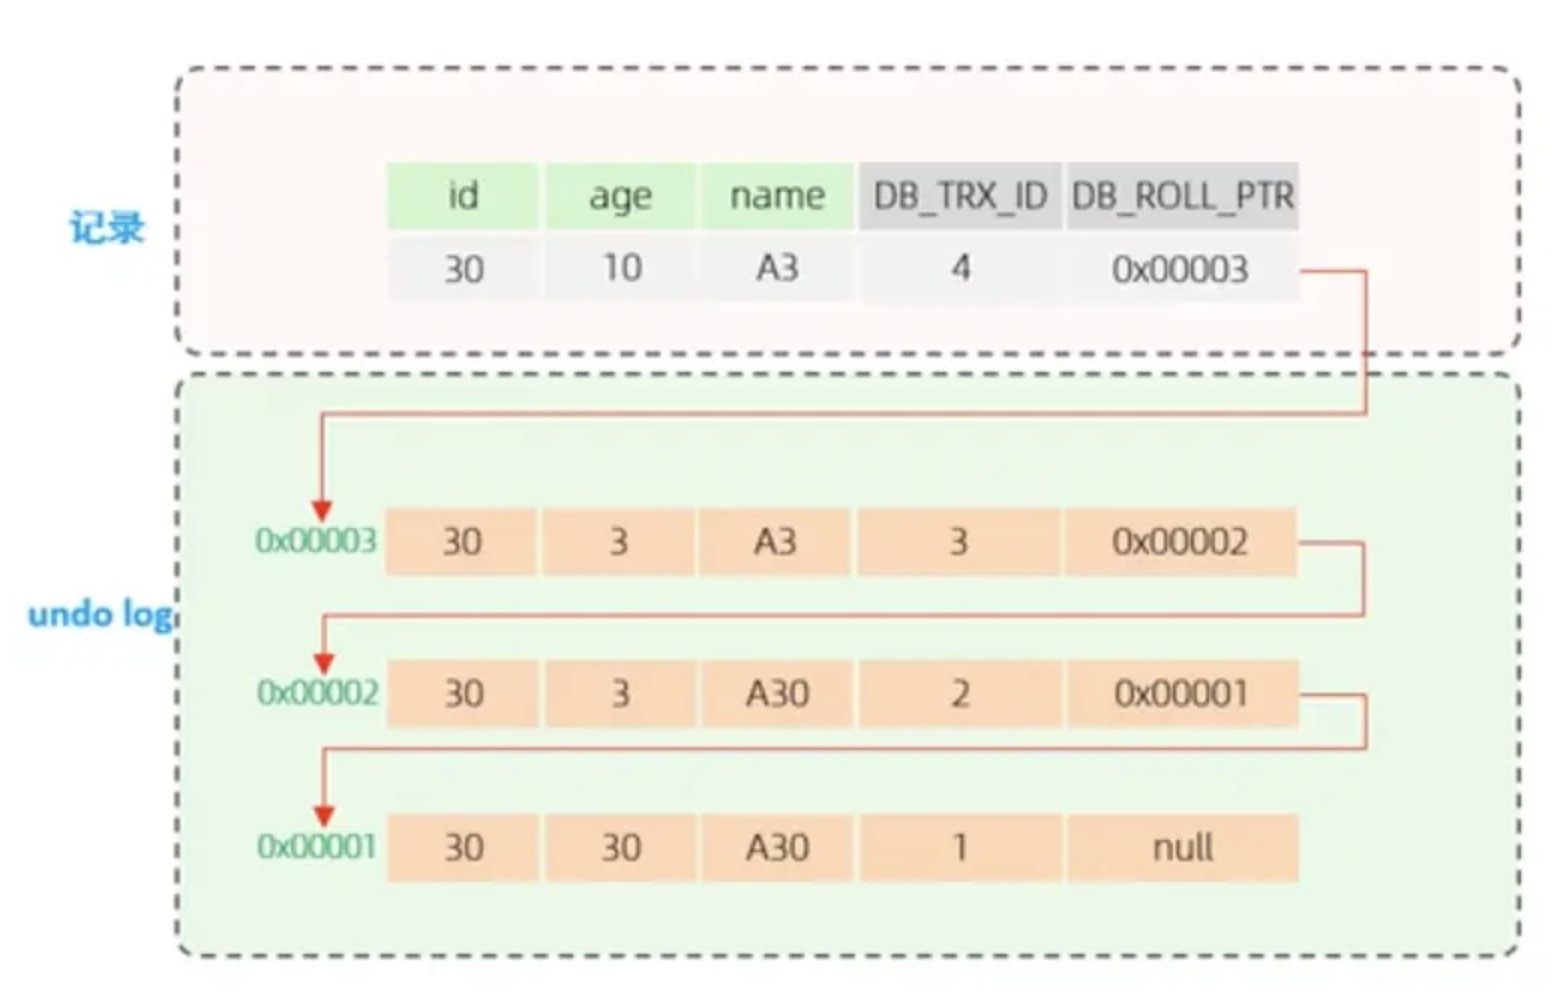 id age name DB_TRX_ID DB_ROLL_PTR
记录
30 10 A3 4 0x00003
0x00003 30 3 A3 3 0x00002
undo log
0x00002 30 3 A30 2 0x00001
0x00001 30 30 A30 1 null